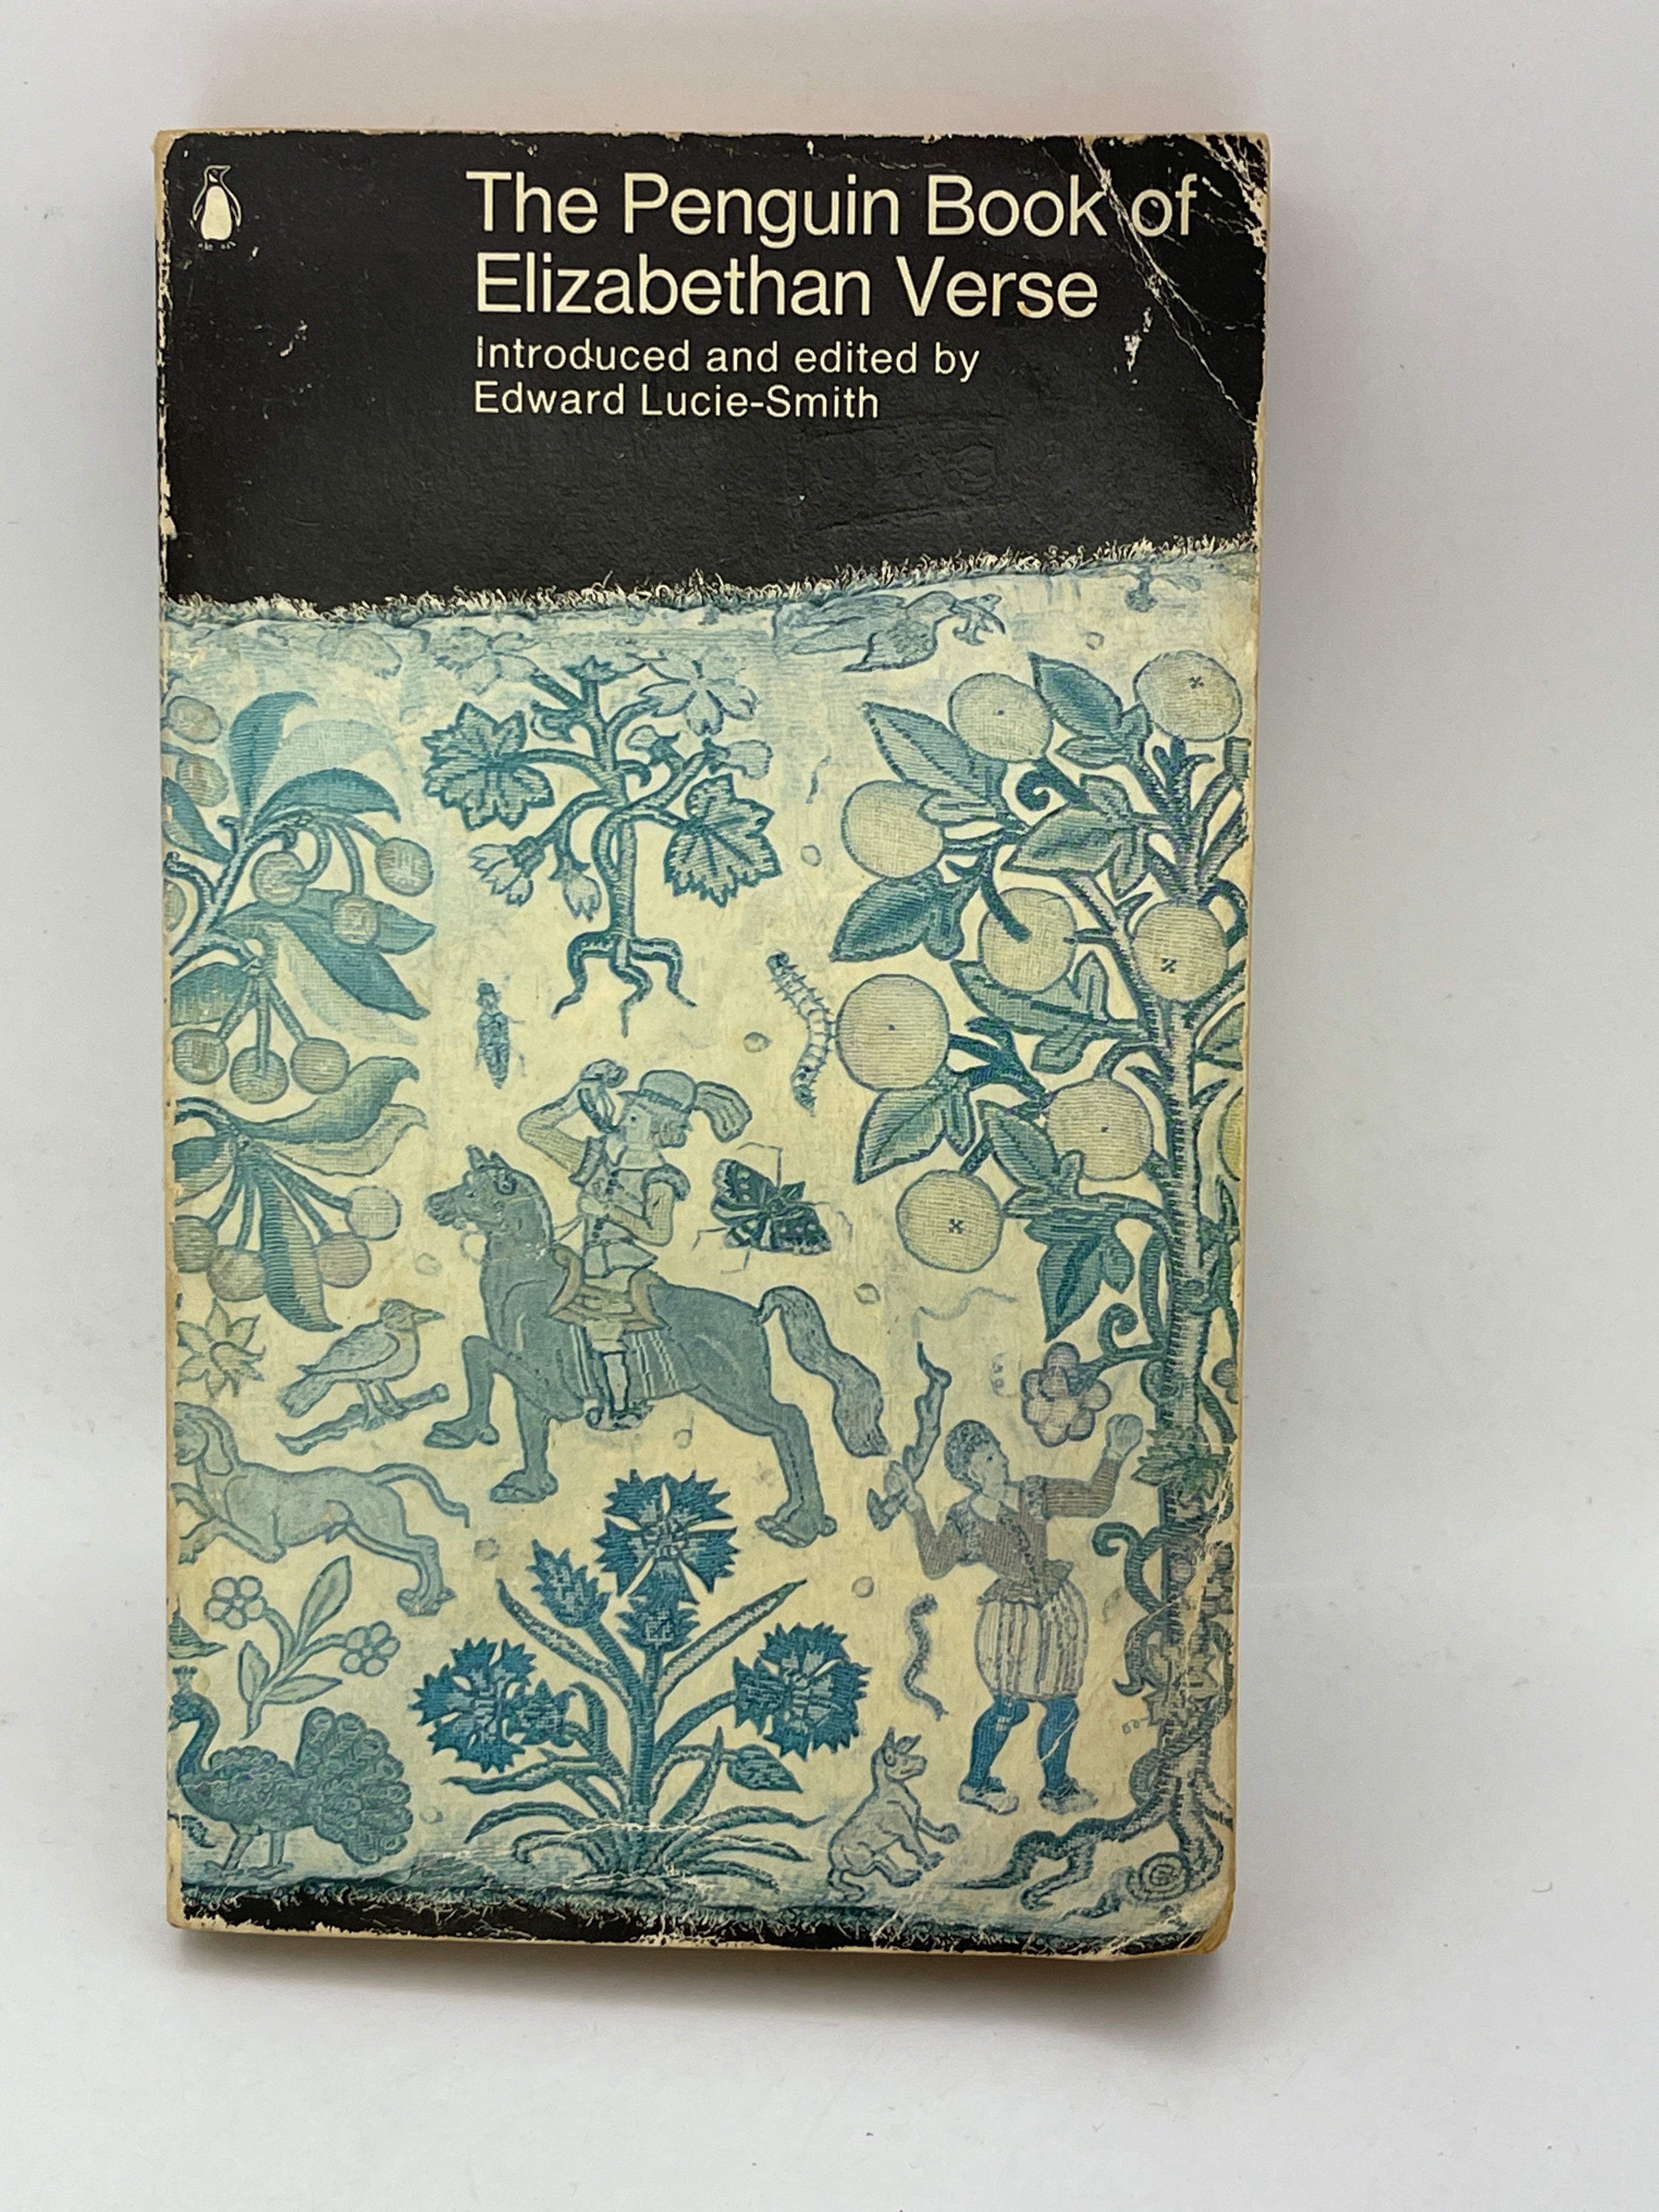 The Penguin Book of
Elizabethan Verse
Introduced and edited by
Edward Lucie-Smith